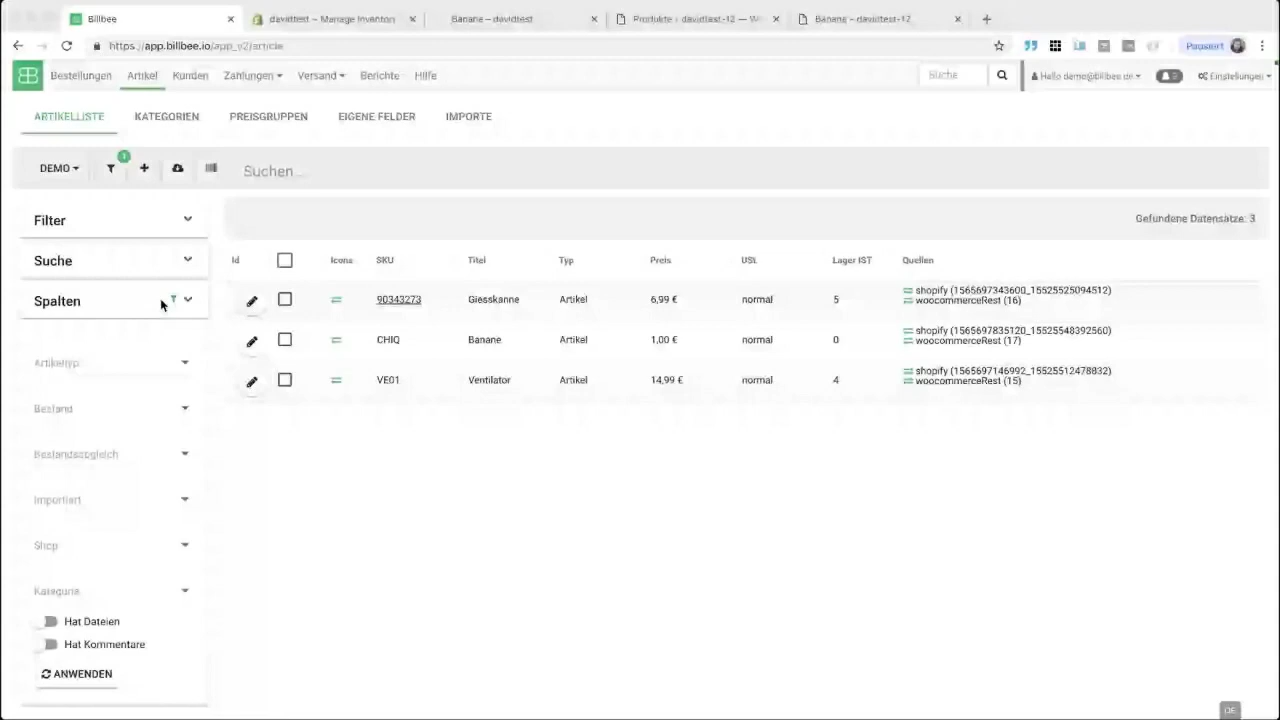 Billbee
davidtest ~ Manage Inventory
Banane – davidtest
Produkte ‹ davidtest-12 — W
Banane – davidtest-12
https://app.billbee.io/app_v2/article
Pausiert
Bestellungen
Artikel
Kunden
Zahlungen
Versand
Berichte
Hilfe
Suche
Hallo demo@billbee.de
Einstellungen
ARTIKELLISTE
KATEGORIEN
PREISGRUPPEN
EIGENE FELDER
IMPORTE
DEMO
1
Suchen...
Filter
Suche
Spalten
Artikeltyp
Bestand
Bestandsabgleich
Importiert
Shop
Kategorie
Hat Dateien
Hat Kommentare
ANWENDEN
Gefundene Datensätze: 3
Id Icons SKU Titel Typ Preis USt. Lager IST Quellen
90343273 Giesskanne Artikel 6,99 € normal 5
shopify (1565697343600_15525525094512)
woocommerceRest (16)
CHIQ Banane Artikel 1,00 € normal 0
shopify (1565697835120_15525548392560)
woocommerceRest (17)
VE01 Ventilator Artikel 14,99 € normal 4
shopify (1565697146992_15525512478832)
woocommerceRest (15)
DE